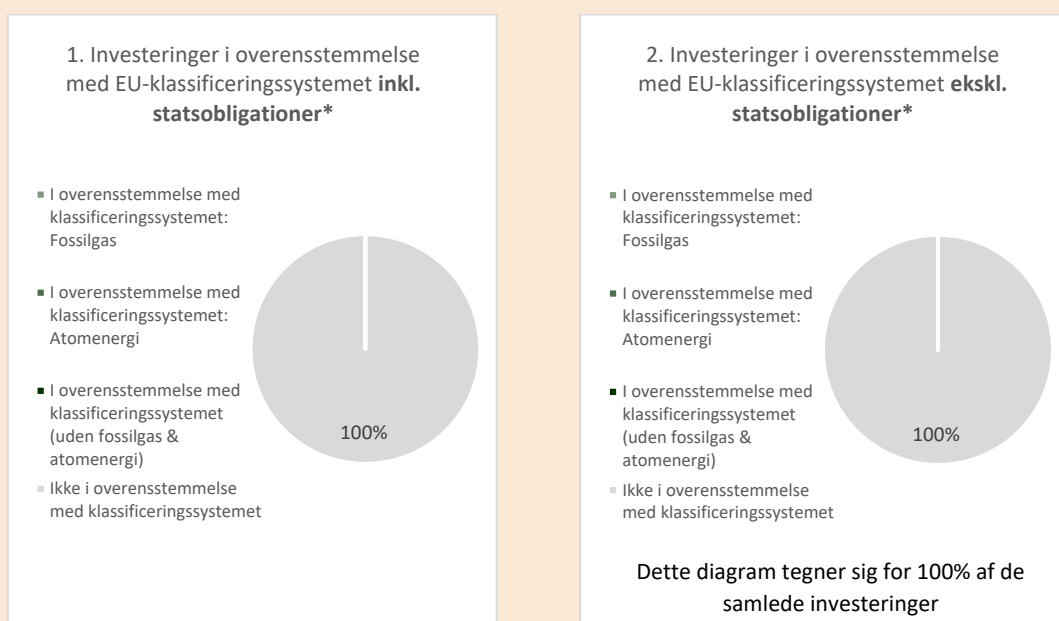 1. Investeringer i overensstemmelse
med EU-klassificeringssystemet inkl.
statsobligationer*
I overensstemmelse med
klassificeringssystemet:
Fossilgas
I overensstemmelse med
klassificeringssystemet:
Atomenergi
I overensstemmelse med
klassificeringssystemet
(uden fossilgas &
atomenergi)
Ikke i overensstemmelse
med klassificeringssystemet
100%
2. Investeringer i overensstemmelse
med EU-klassificeringssystemet ekskl.
statsobligationer*
I overensstemmelse med
klassificeringssystemet:
Fossilgas
I overensstemmelse med
klassificeringssystemet:
Atomenergi
I overensstemmelse med
klassificeringssystemet
(uden fossilgas &
atomenergi)
Ikke i overensstemmelse
med klassificeringssystemet
100%
Dette diagram tegner sig for 100% af de
samlede investeringer